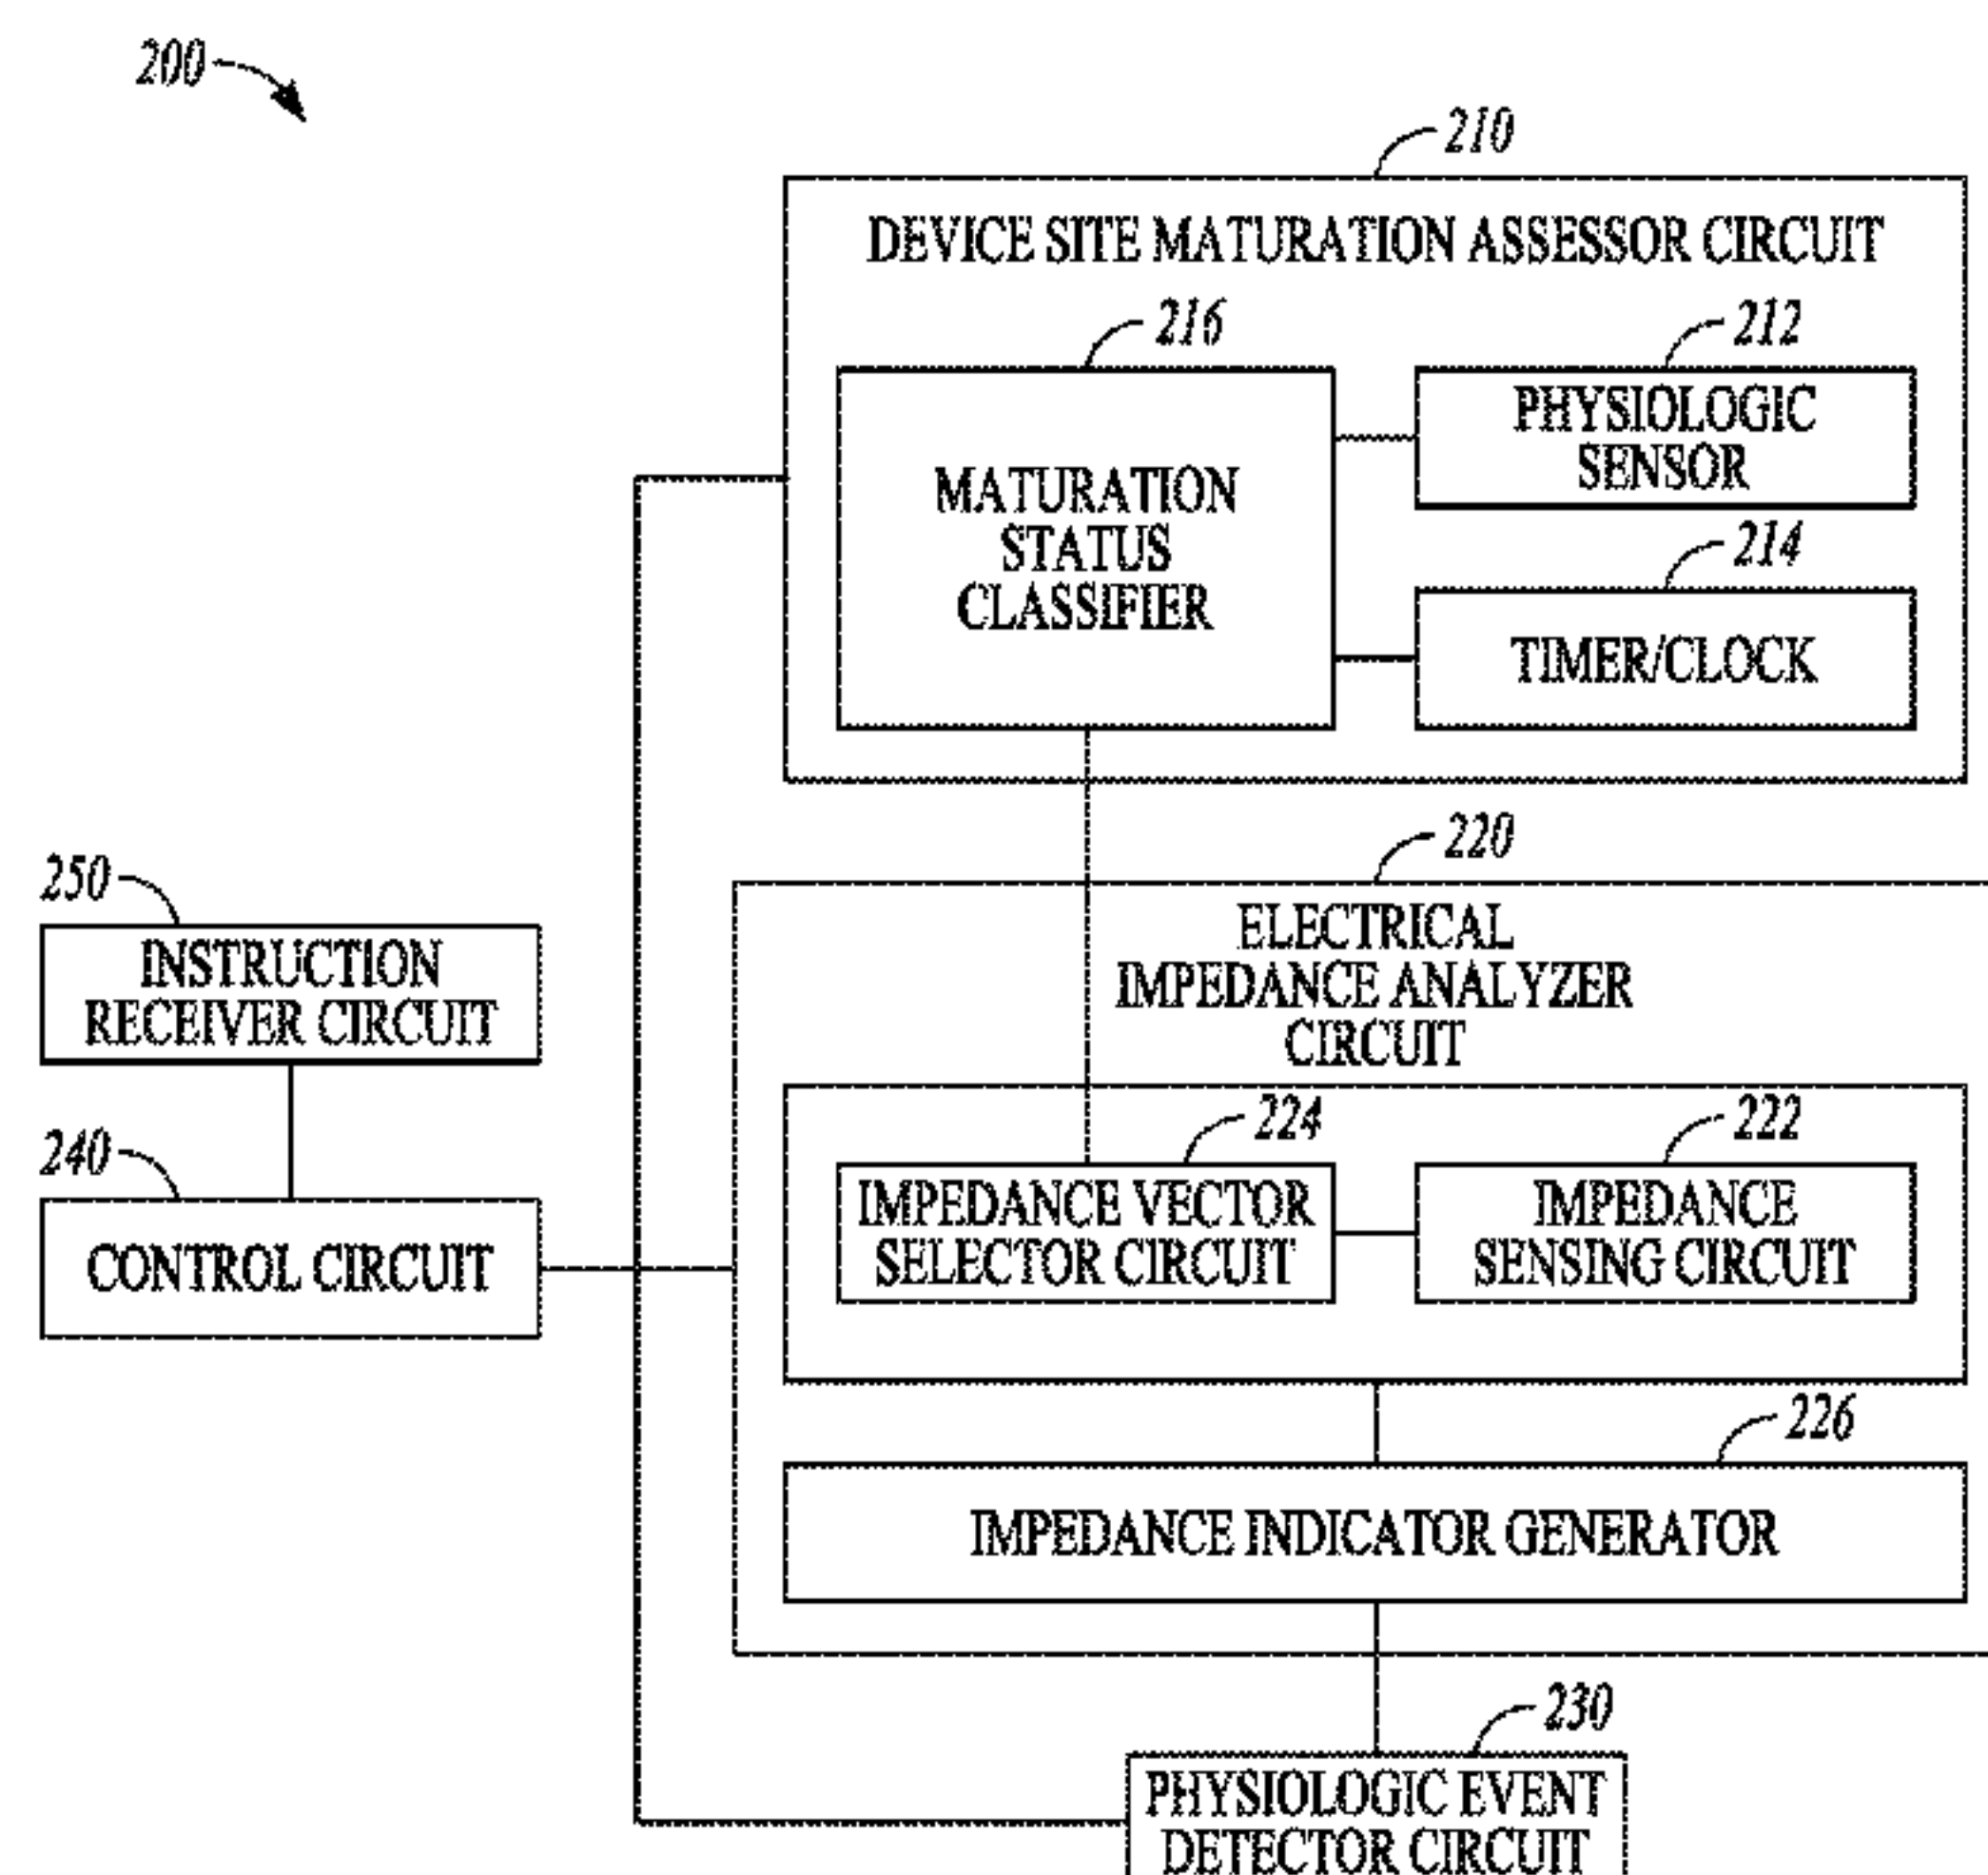 200
210
DEVICE SITE MATURATION ASSESSOR CIRCUIT
216
212
MATURATION
STATUS
CLASSIFIER
PHYSIOLOGIC
SENSOR
214
TIMER/CLOCK
220
ELECTRICAL
IMPEDANCE ANALYZER
CIRCUIT
250
INSTRUCTION
RECEIVER CIRCUIT
240
CONTROL CIRCUIT
224
222
IMPEDANCE VECTOR
SELECTOR CIRCUIT
IMPEDANCE
SENSING CIRCUIT
226
IMPEDANCE INDICATOR GENERATOR
230
PHYSIOLOGIC EVENT
DETECTOR CIRCUIT